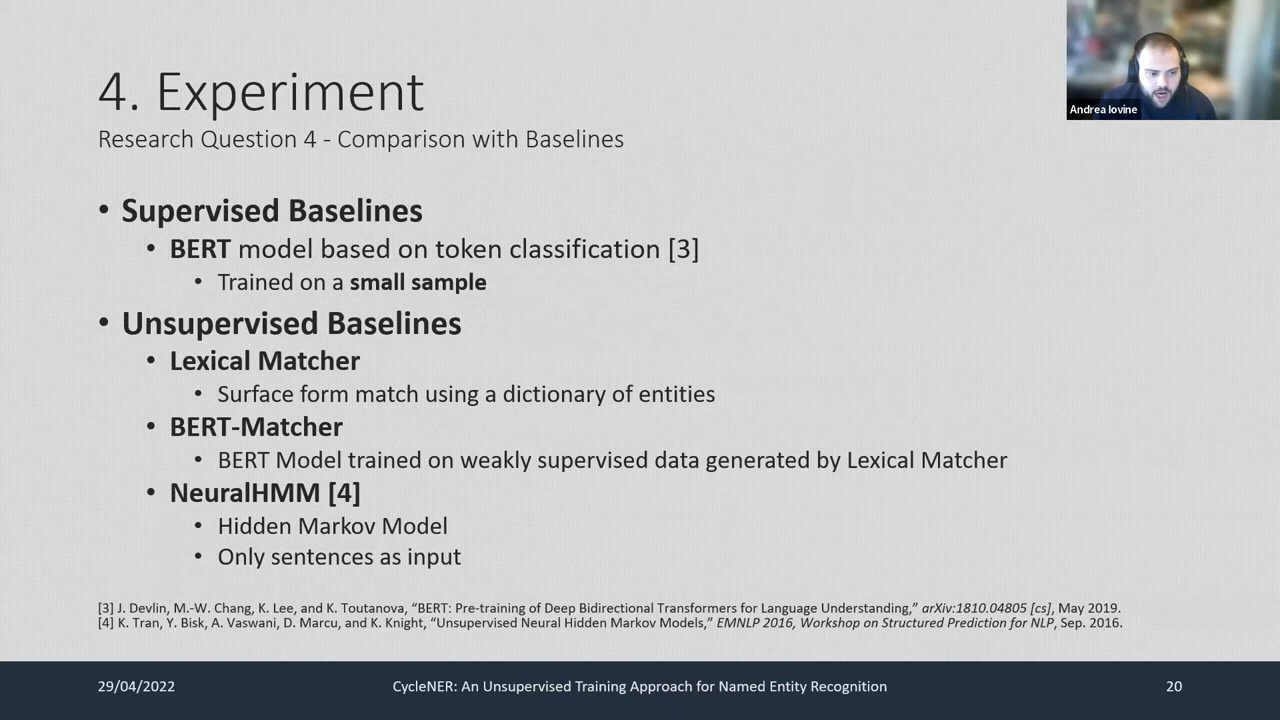 4. Experiment
Research Question 4 - Comparison with Baselines
Andrea Iovine
• Supervised Baselines
• BERT model based on token classification [3]
• Trained on a small sample
• Unsupervised Baselines
• Lexical Matcher
• Surface form match using a dictionary of entities
• BERT-Matcher
• BERT Model trained on weakly supervised data generated by Lexical Matcher
• NeuralHMM [4]
• Hidden Markov Model
• Only sentences as input
[3] J. Devlin, M.-W. Chang, K. Lee, and K. Toutanova, “BERT: Pre-training of Deep Bidirectional Transformers for Language Understanding,” arXiv:1810.04805 [cs], May 2019.
[4] K. Tran, Y. Bisk, A. Vaswani, D. Marcu, and K. Knight, “Unsupervised Neural Hidden Markov Models,” EMNLP 2016, Workshop on Structured Prediction for NLP, Sep. 2016.
29/04/2022
CycleNER: An Unsupervised Training Approach for Named Entity Recognition
20